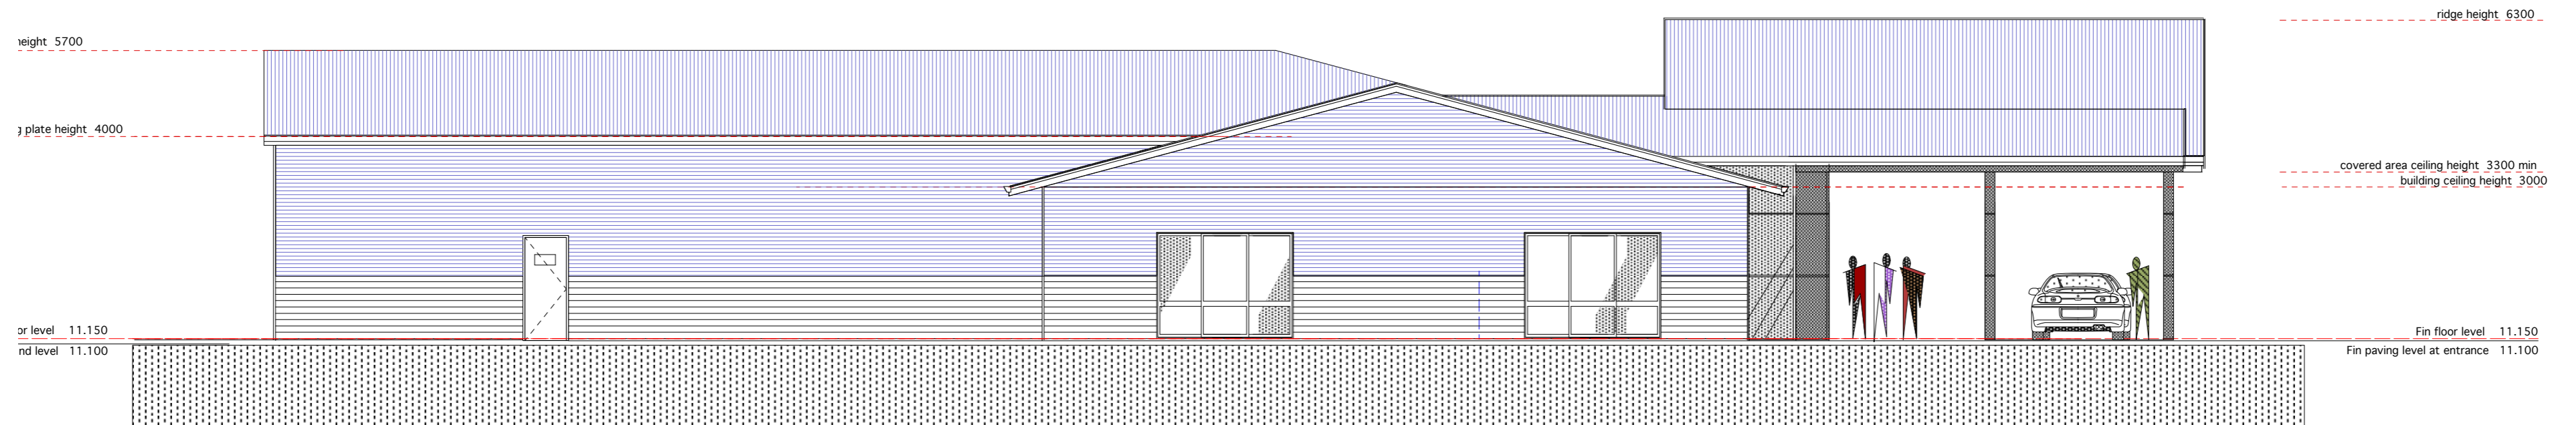 ridge height 6300
height 5700
g plate height 4000
covered area ceiling height 3300 min
building ceiling height 3000
or level 11.150
Fin floor level 11.150
nd level 11.100
Fin paving level at entrance 11.100